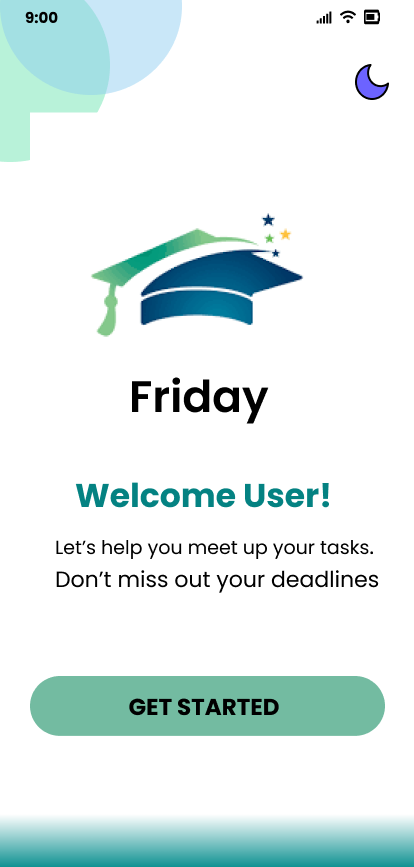 9:00
Friday
Welcome User!
Let’s help you meet up your tasks.
Don’t miss out your deadlines
GET STARTED